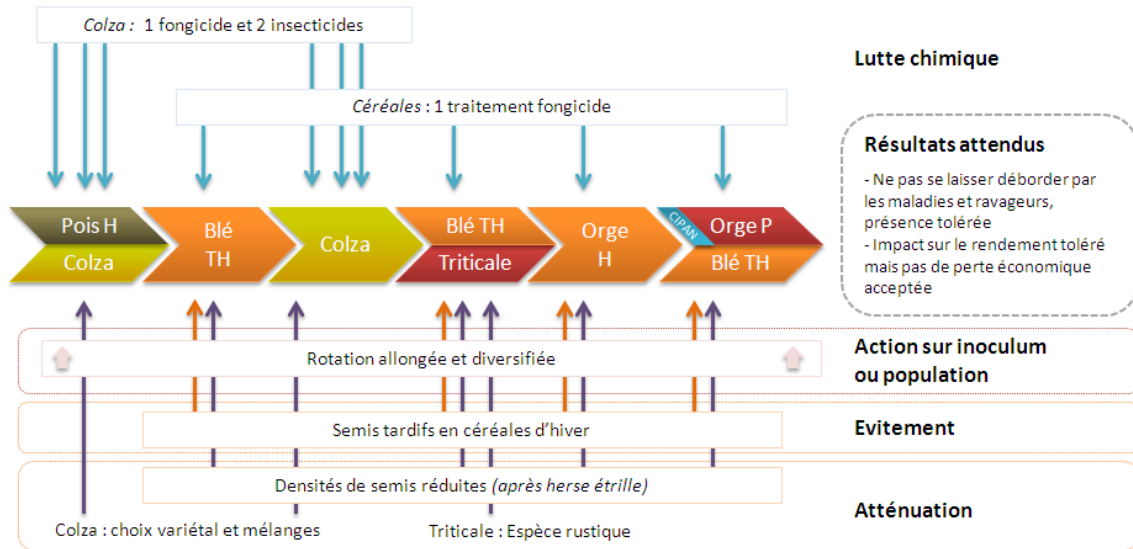 Colza : 1 fongicide et 2 insecticides
Lutte chimique
Céréales : 1 traitement fongicide
Résultats attendus
- Ne pas se laisser déborder par
les maladies et ravageurs,
présence tolérée
- Impact sur le rendement toléré
mais pas de perte économique
acceptée
Pois H
Colza
Blé
TH
Colza
Blé TH
Triticale
Orge
H
CIPAN
Orge P
Blé TH
Rotation allongée et diversifiée
Action sur inoculum
ou population
Semis tardifs en céréales d’hiver
Evitement
Densités de semis réduites (après herse étrille)
Atténuation
Colza : choix variétal et mélanges
Triticale : Espèce rustique